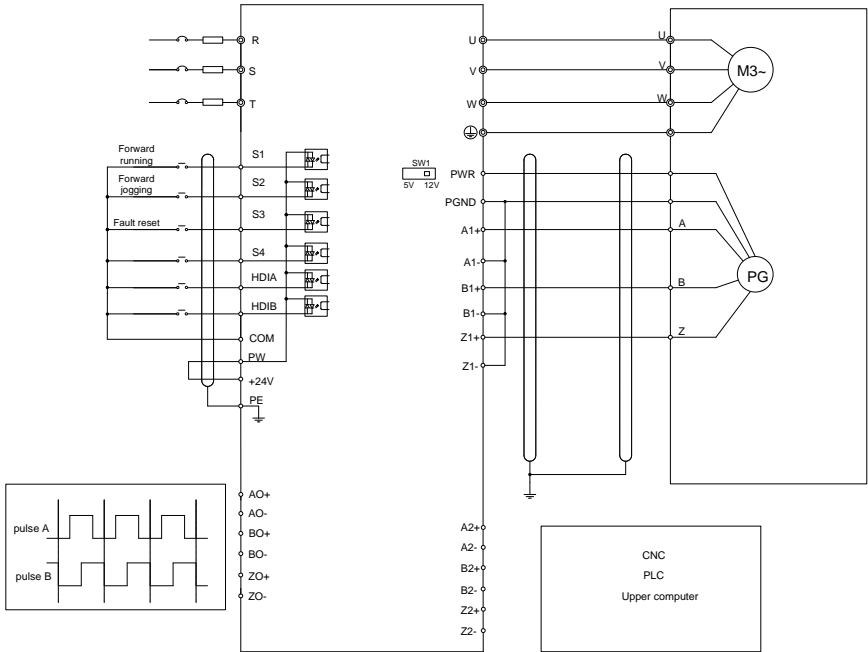 R
S
T
Forward
running
S1
Forward
jogging
S2
Fault reset
S3
S4
HDIA
HDIB
COM
PW
+24V
PE
SW1
5V 12V
U
V
W
PWR
PGND
A1+
A1-
B1+
B1-
Z1+
Z1-
U
V
W
M3~
A
B
Z
PG
pulse A
pulse B
AO+
AO-
BO+
BO-
ZO+
ZO-
A2+
A2-
B2+
B2-
Z2+
Z2-
CNC
PLC
Upper computer